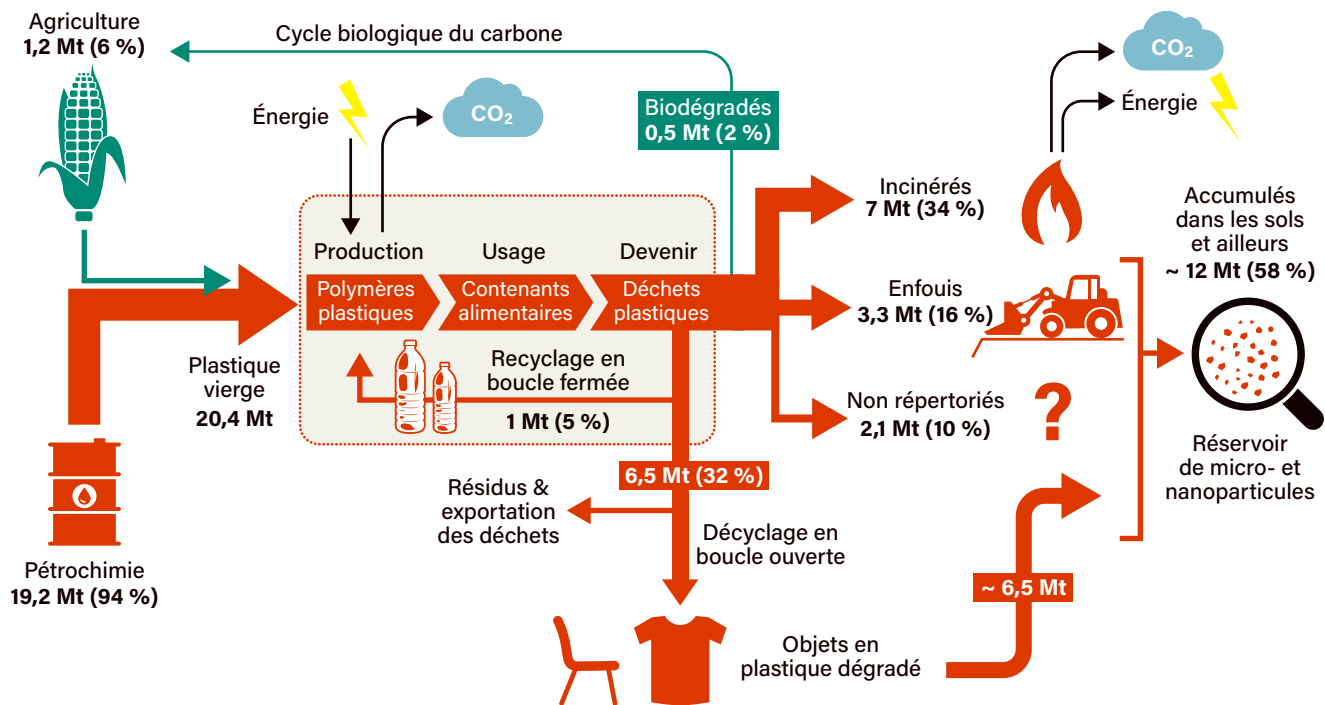 Agriculture
1,2 Mt (6 %)
Cycle biologique du carbone
Énergie
CO₂
Biodégradés
0,5 Mt (2 %)
CO₂
Énergie
Incinérés
7 Mt (34 %)
Accumulés
dans les sols
et ailleurs
~ 12 Mt (58 %)
Production
Usage
Devenir
Polymères
plastiques
Contenants
alimentaires
Déchets
plastiques
Enfouis
3,3 Mt (16 %)
Plastique
vierge
20,4 Mt
Recyclage en
boucle fermée
1 Mt (5 %)
Non répertoriés
2,1 Mt (10 %)
?
Réservoir
de micro- et
nanoparticules
6,5 Mt (32 %)
Résidus &
exportation
des déchets
Décyclage en
boucle ouverte
Pétrochimie
19,2 Mt (94 %)
~ 6,5 Mt
Objets en
plastique dégradé